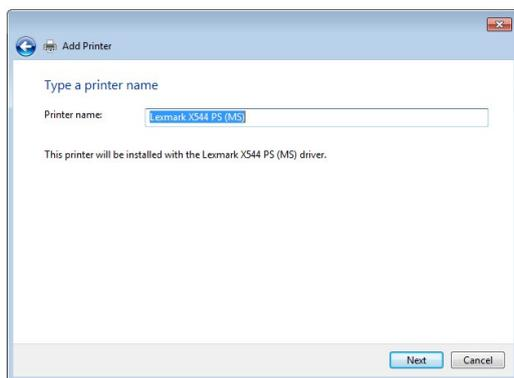 Add Printer
Type a printer name
Printer name: Lexmark X544 PS (MS)
This printer will be installed with the Lexmark X544 PS (MS) driver.
Next Cancel